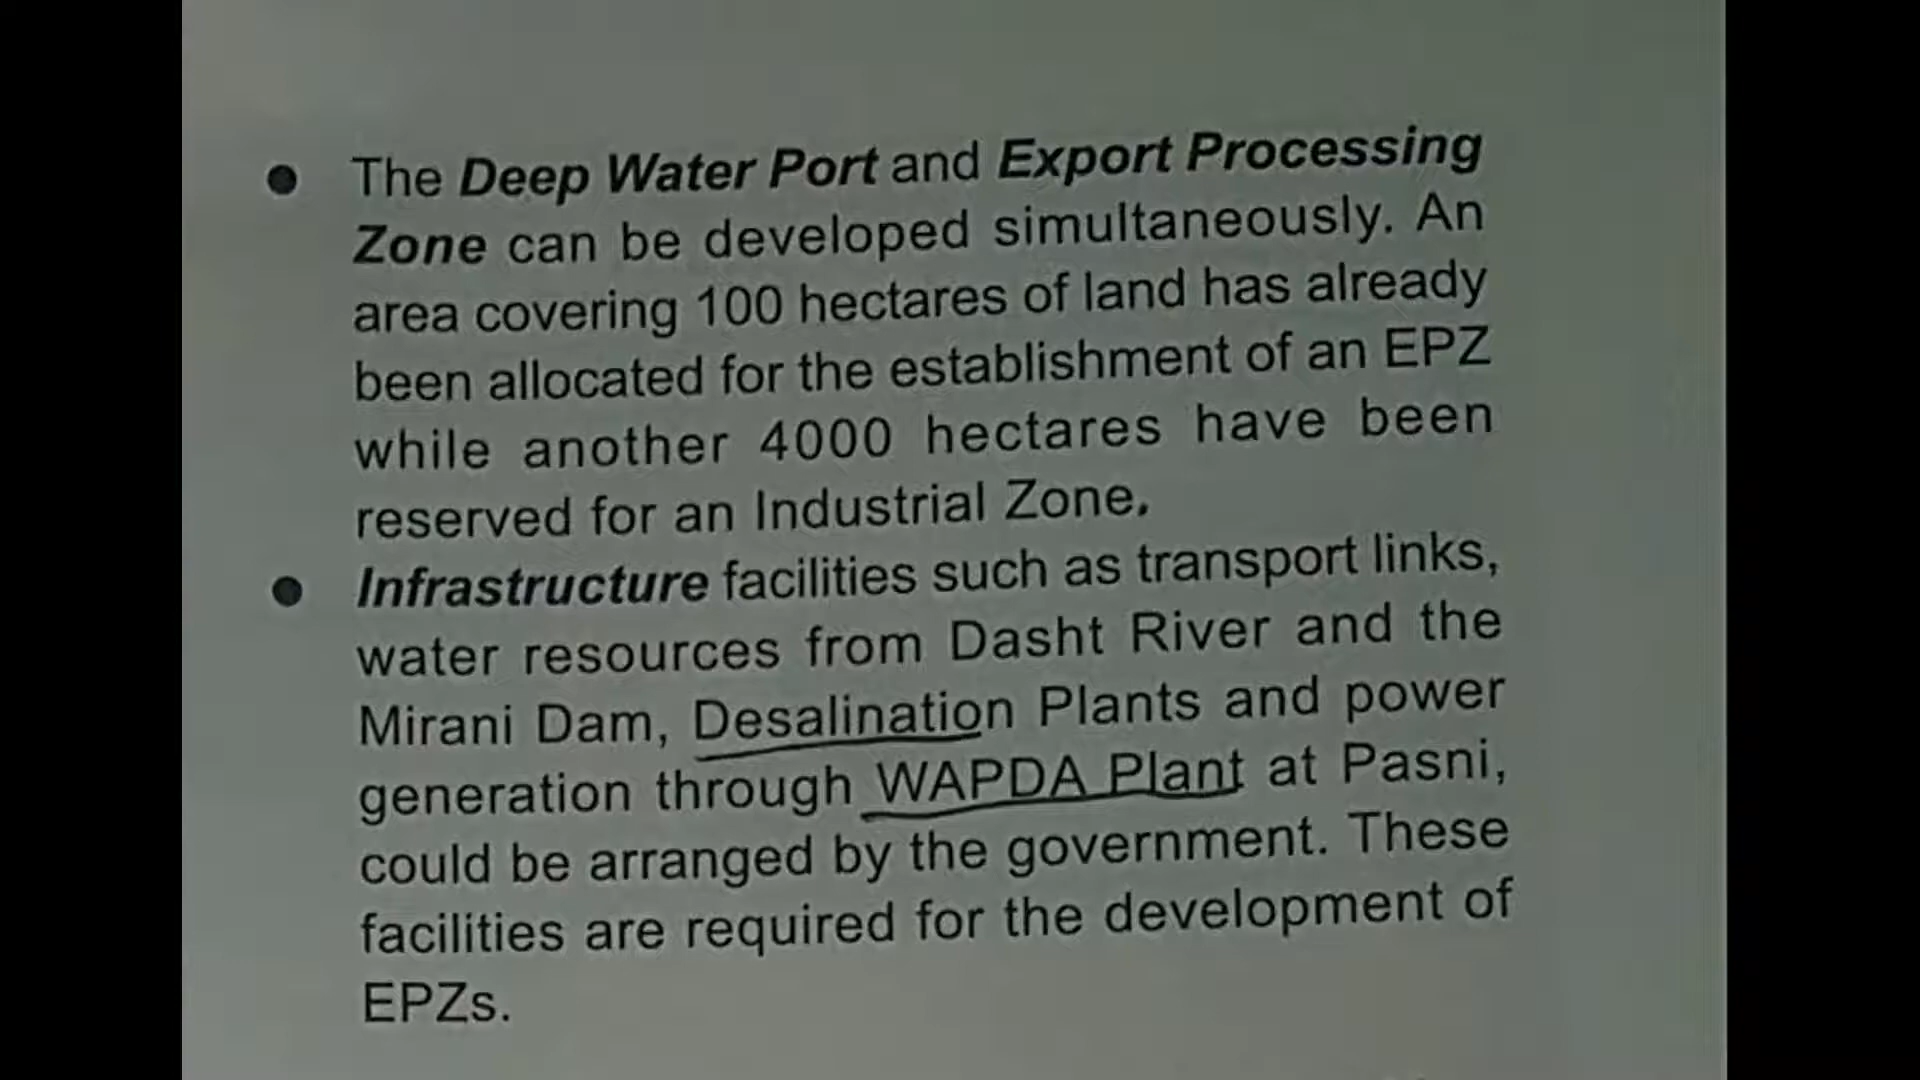 ● The Deep Water Port and Export Processing
Zone can be developed simultaneously. An
area covering 100 hectares of land has already
been allocated for the establishment of an EPZ
while another 4000 hectares have been
reserved for an Industrial Zone.
● Infrastructure facilities such as transport links,
water resources from Dasht River and the
Mirani Dam, Desalination Plants and power
generation through WAPDA Plant at Pasni,
could be arranged by the government. These
facilities are required for the development of
EPZs.